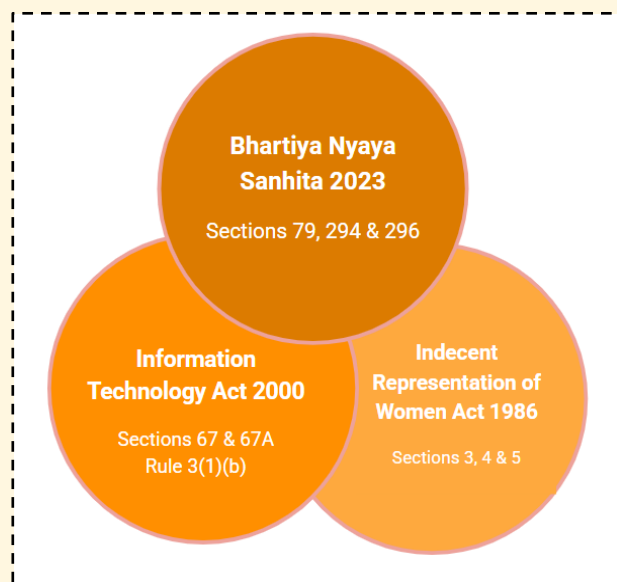 Bhartiya Nyaya
Sanhita 2023
Sections 79, 294 & 296
Information
Technology Act 2000
Sections 67 & 67A
Rule 3(1)(b)
Indecent
Representation of
Women Act 1986
Sections 3, 4 & 5